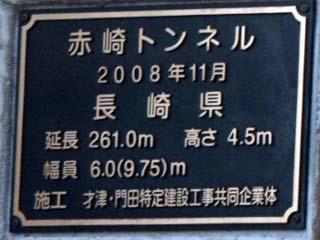 赤崎トンネル
2008年11月
長崎県
延長 261.0m 高さ 4.5m
幅員 6.0(9.75)m
施工 才津・門田特定建設工事共同企業体